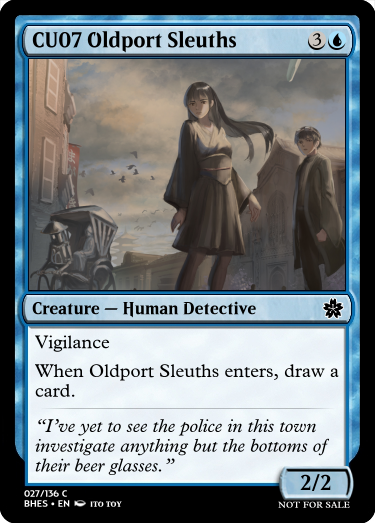 CU07 Oldport Sleuths 3
Creature — Human Detective
Vigilance
When Oldport Sleuths enters, draw a
card.
“I’ve yet to see the police in this town
investigate anything but the bottoms of
their beer glasses.”
2/2
027/136 C
BHES • EN ITO TOY
NOT FOR SALE